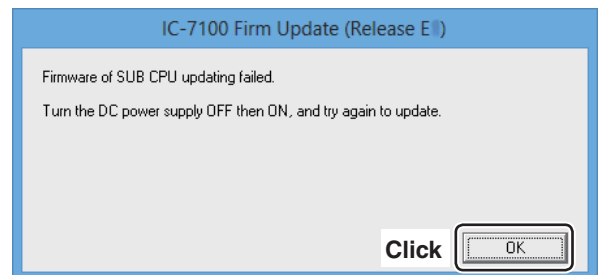 IC-7100 Firm Update (Release E)
Firmware of SUB CPU updating failed.
Turn the DC power supply OFF then ON, and try again to update.
Click
OK